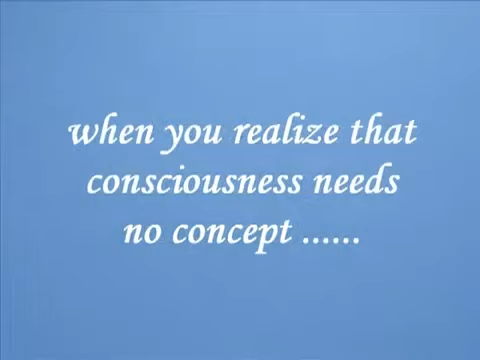 when you realize that
consciousness needs
no concept ......